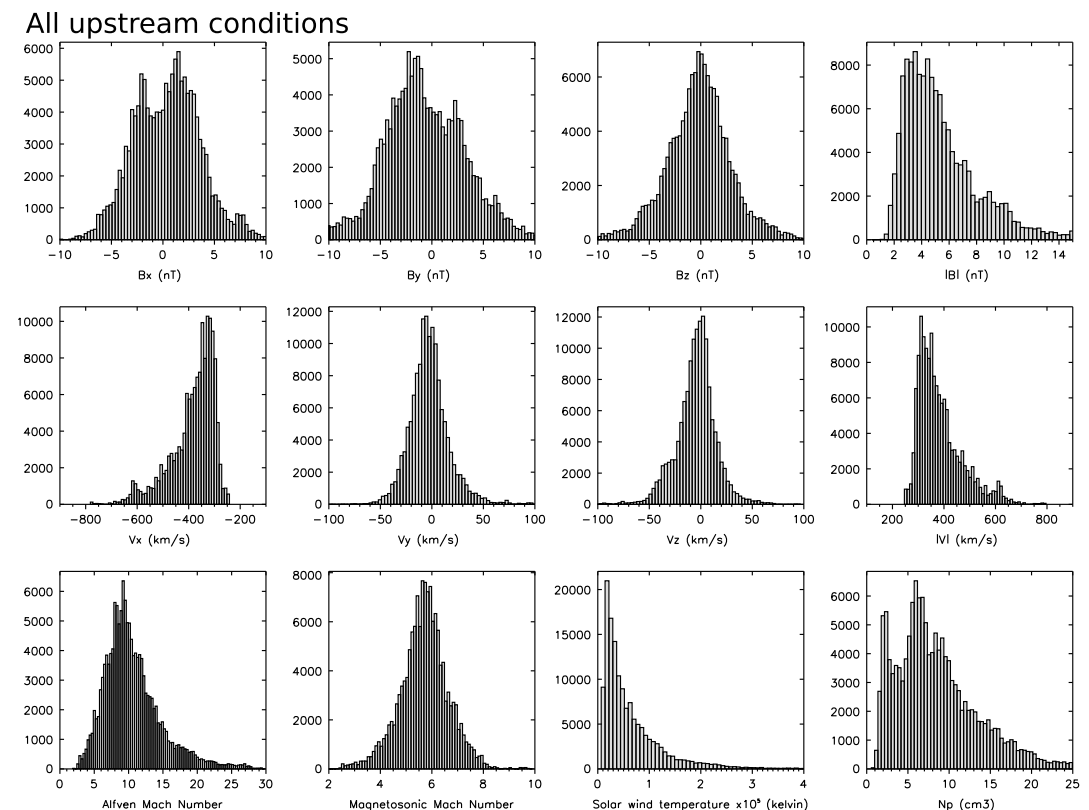 All upstream conditions
6000
5000
4000
3000
2000
1000
0
−10 −5 0 5 10
Bx (nT)
5000
4000
3000
2000
1000
0
−10 −5 0 5 10
By (nT)
6000
4000
2000
0
−10 −5 0 5 10
Bz (nT)
8000
6000
4000
2000
0
0 2 4 6 8 10 12 14
|B| (nT)
10000
8000
6000
4000
2000
0
−800 −600 −400 −200
Vx (km/s)
12000
10000
8000
6000
4000
2000
0
−100 −50 0 50 100
Vy (km/s)
12000
10000
8000
6000
4000
2000
0
−100 −50 0 50 100
Vz (km/s)
10000
8000
6000
4000
2000
0
200 400 600 800
|V| (km/s)
6000
5000
4000
3000
2000
1000
0
0 5 10 15 20 25 30
Alfven Mach Number
8000
6000
4000
2000
0
2 4 6 8 10
Magnetosonic Mach Number
20000
15000
10000
5000
0
0 1 2 3 4
Solar wind temperature x10⁵ (kelvin)
6000
5000
4000
3000
2000
1000
0
0 5 10 15 20 25
Np (cm3)